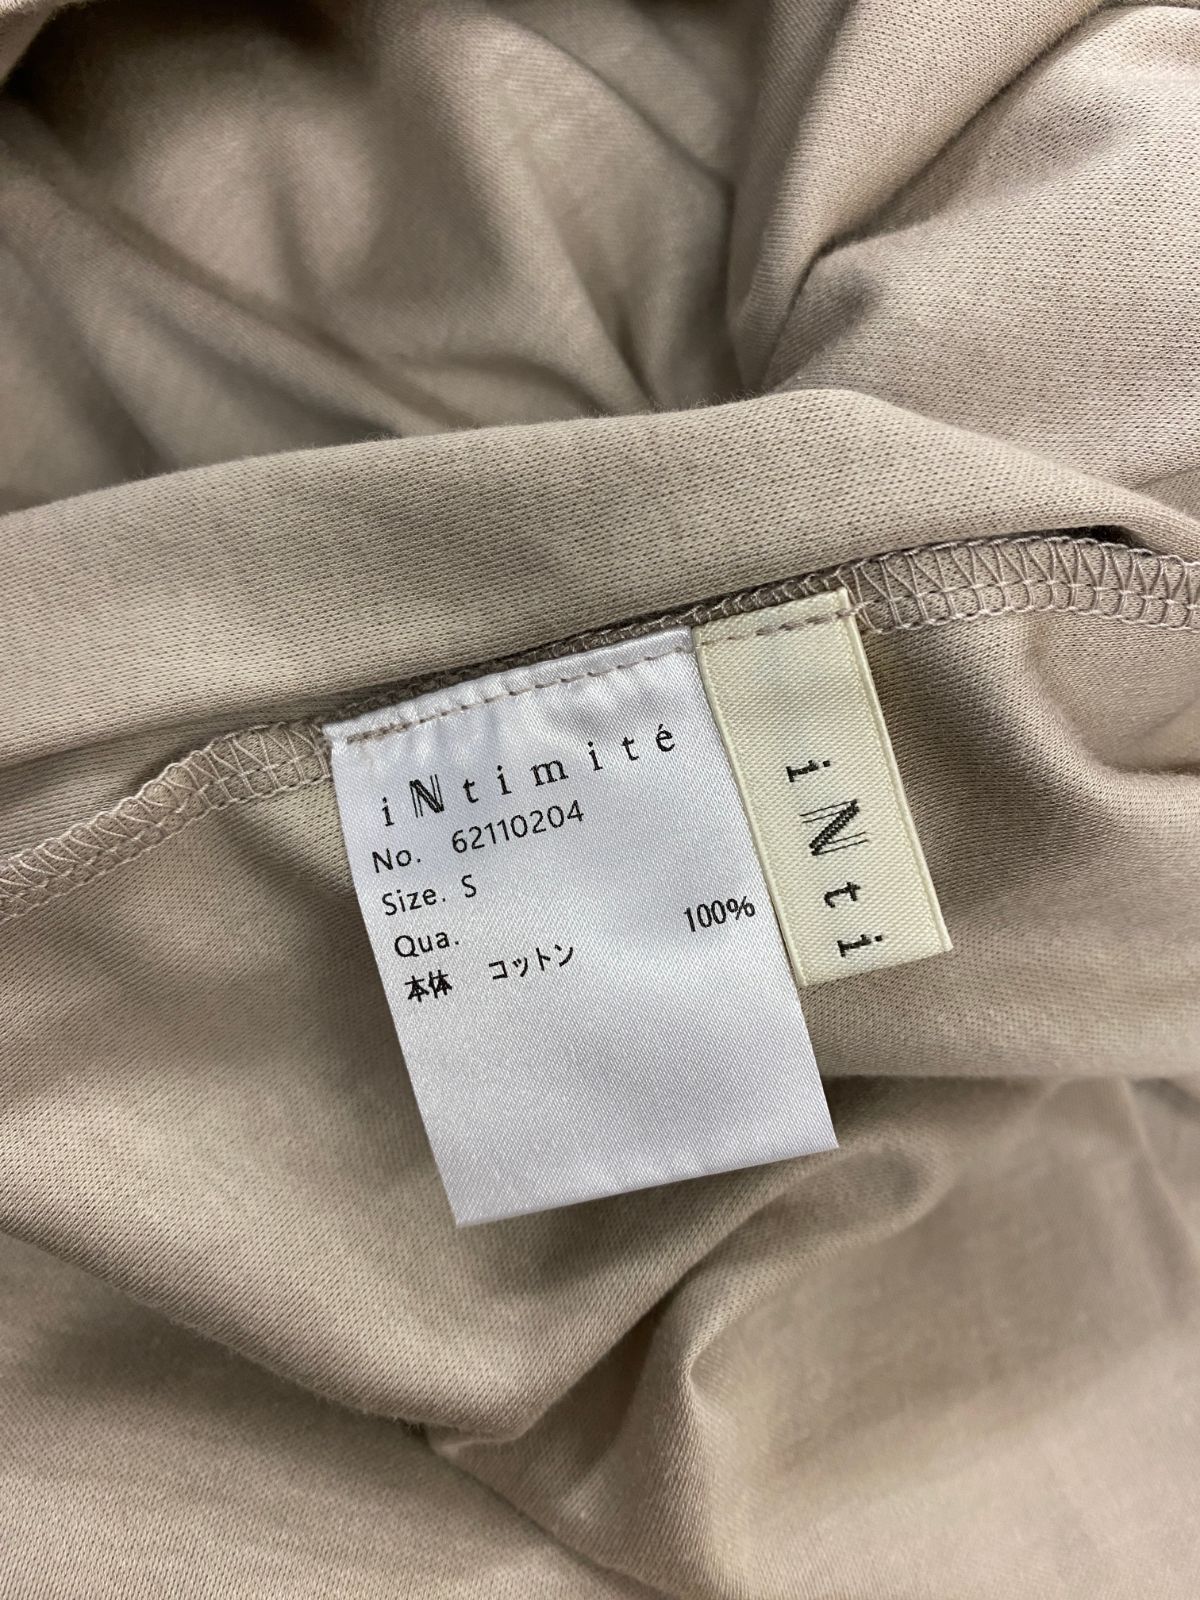 iNtimité
No. 62110204
Size. S
Qua.
本体 コットン 100%
iNti